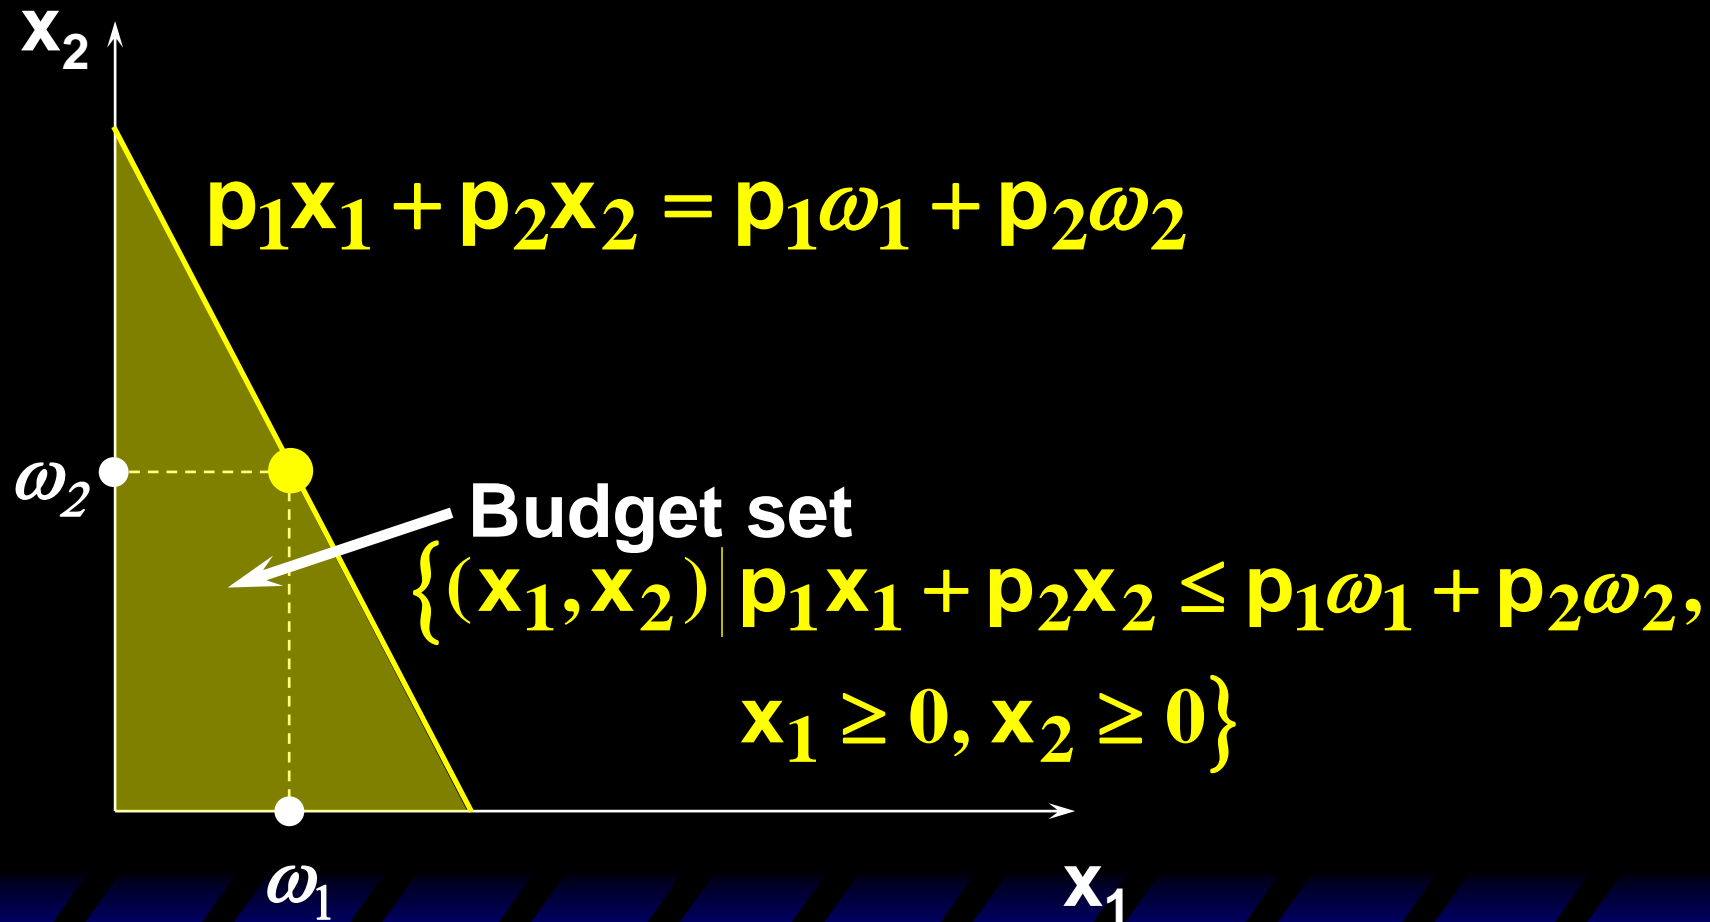 x₂
p₁x₁ + p₂x₂ = p₁ω₁ + p₂ω₂
ω₂
Budget set
{(x₁, x₂) | p₁x₁ + p₂x₂ ≤ p₁ω₁ + p₂ω₂,
x₁ ≥ 0, x₂ ≥ 0}
ω₁
x₁